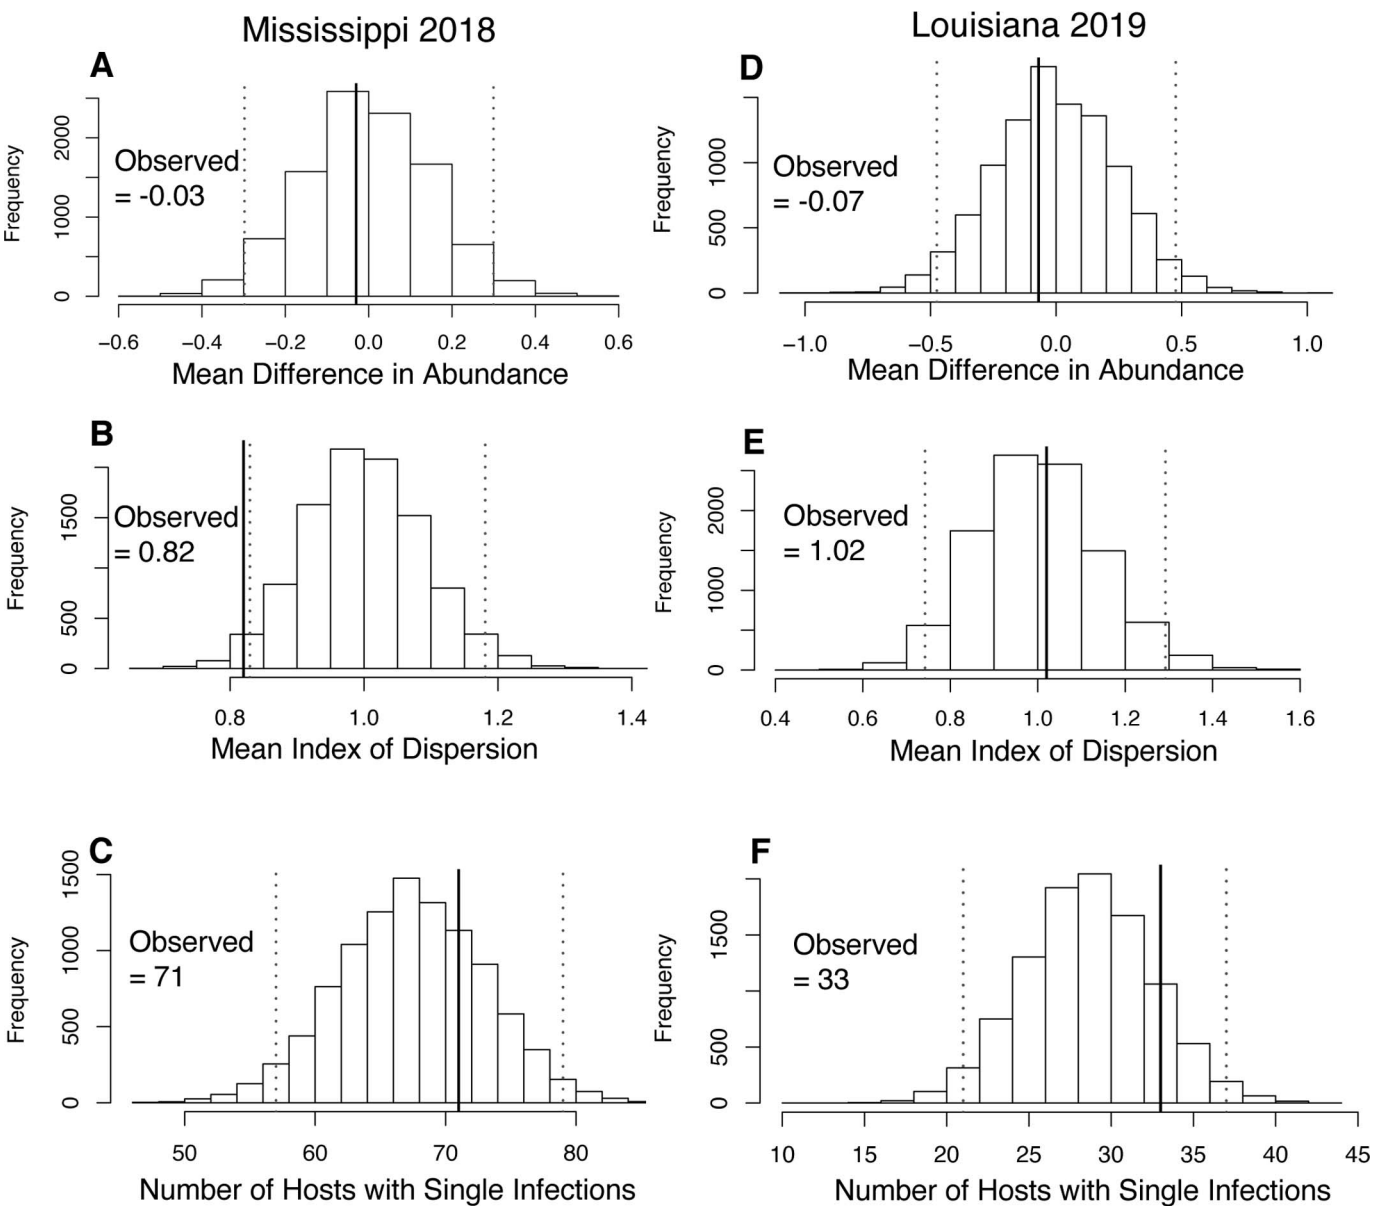 Mississippi 2018
Louisiana 2019
A
Frequency
0
1000
2000
Observed
= -0.03
−0.6 −0.4 −0.2 0.0 0.2 0.4 0.6
Mean Difference in Abundance
D
Frequency
0
500
1000
Observed
= -0.07
−1.0 −0.5 0.0 0.5 1.0
Mean Difference in Abundance
B
Frequency
0
500
1500
Observed
= 0.82
0.8 1.0 1.2 1.4
Mean Index of Dispersion
E
Frequency
0
1000
2000
Observed
= 1.02
0.4 0.6 0.8 1.0 1.2 1.4 1.6
Mean Index of Dispersion
C
Frequency
0
500
1000
1500
Observed
= 71
50 60 70 80
Number of Hosts with Single Infections
F
Frequency
0
500
1500
Observed
= 33
10 15 20 25 30 35 40 45
Number of Hosts with Single Infections